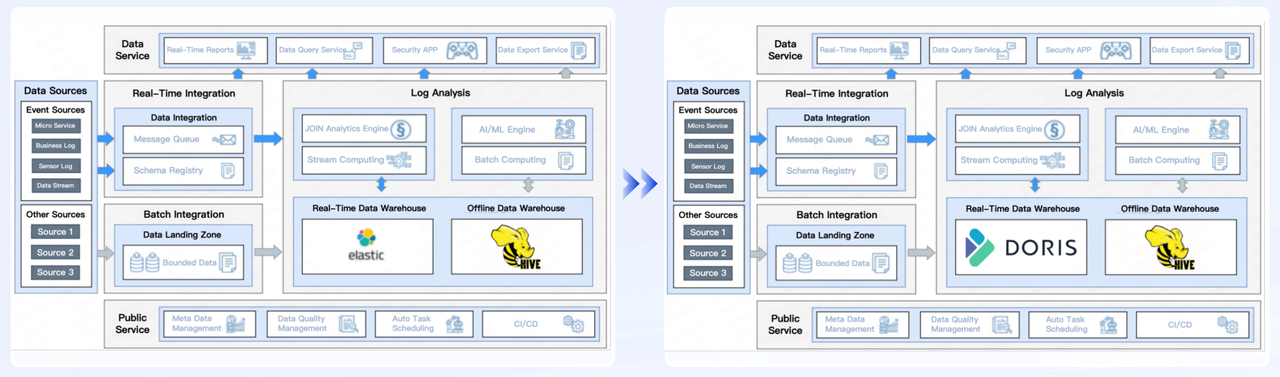 Data
Service
Real-Time Reports
Data Query Service
Security APP
Data Export Service
Data Sources
Event Sources
Micro Service
Business Log
Sensor Log
Data Stream
Other Sources
Source 1
Source 2
Source 3
Real-Time Integration
Data Integration
Message Queue
Schema Registry
Batch Integration
Data Landing Zone
Bounded Data
Log Analysis
JOIN Analytics Engine
Stream Computing
AI/ML Engine
Batch Computing
Real-Time Data Warehouse
elastic
Offline Data Warehouse
HIVE
Public
Service
Meta Data
Management
Data Quality
Management
Auto Task
Scheduling
CI/CD
Data
Service
Real-Time Reports
Data Query Service
Security APP
Data Export Service
Data Sources
Event Sources
Micro Service
Business Log
Sensor Log
Data Stream
Other Sources
Source 1
Source 2
Source 3
Real-Time Integration
Data Integration
Message Queue
Schema Registry
Batch Integration
Data Landing Zone
Bounded Data
Log Analysis
JOIN Analytics Engine
Stream Computing
AI/ML Engine
Batch Computing
Real-Time Data Warehouse
DORIS
Offline Data Warehouse
HIVE
Public
Service
Meta Data
Management
Data Quality
Management
Auto Task
Scheduling
CI/CD